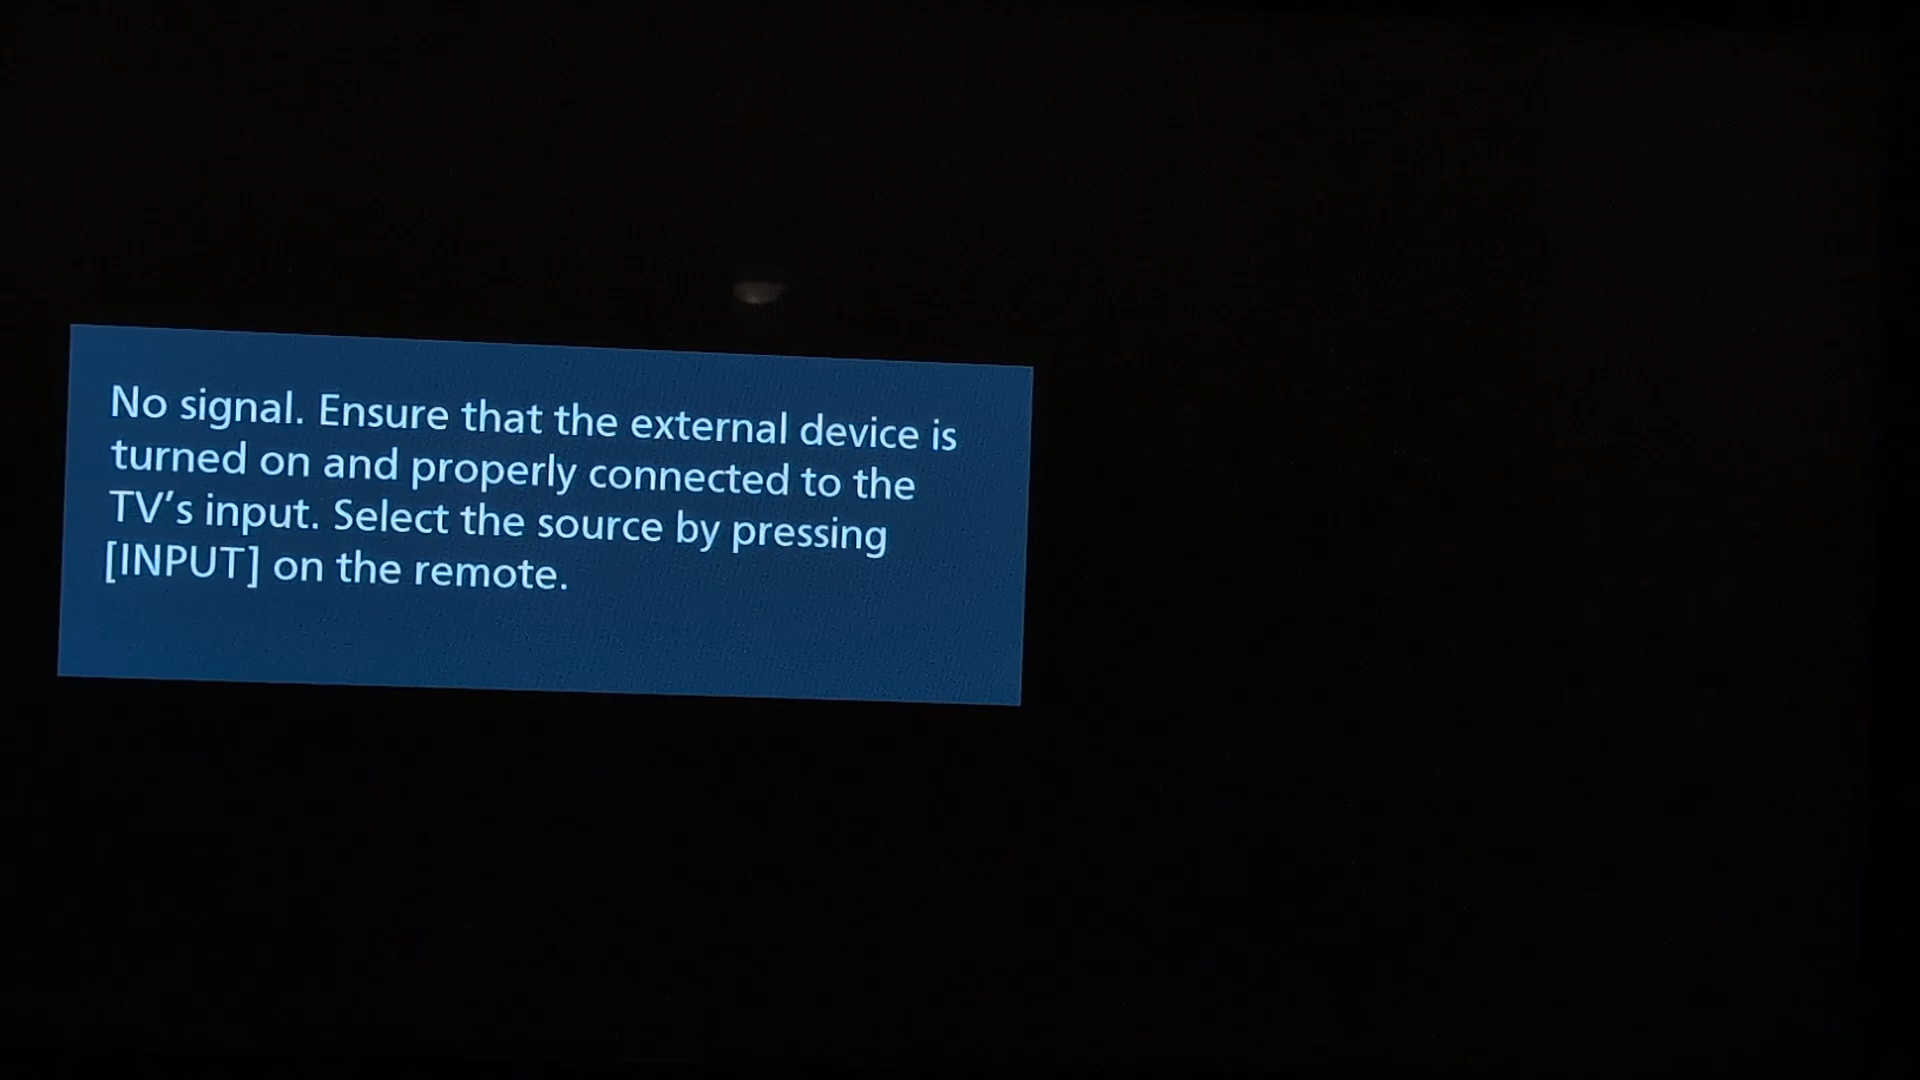 No signal. Ensure that the external device is
turned on and properly connected to the
TV's input. Select the source by pressing
[INPUT] on the remote.